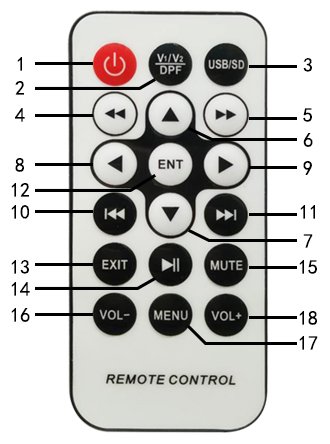 1
V1/V2
DPF
USB/SD
3
2
4
5
6
8
ENT
9
12
10
11
7
13
EXIT
MUTE
15
14
16
VOL-
MENU
VOL+
18
17
REMOTE CONTROL